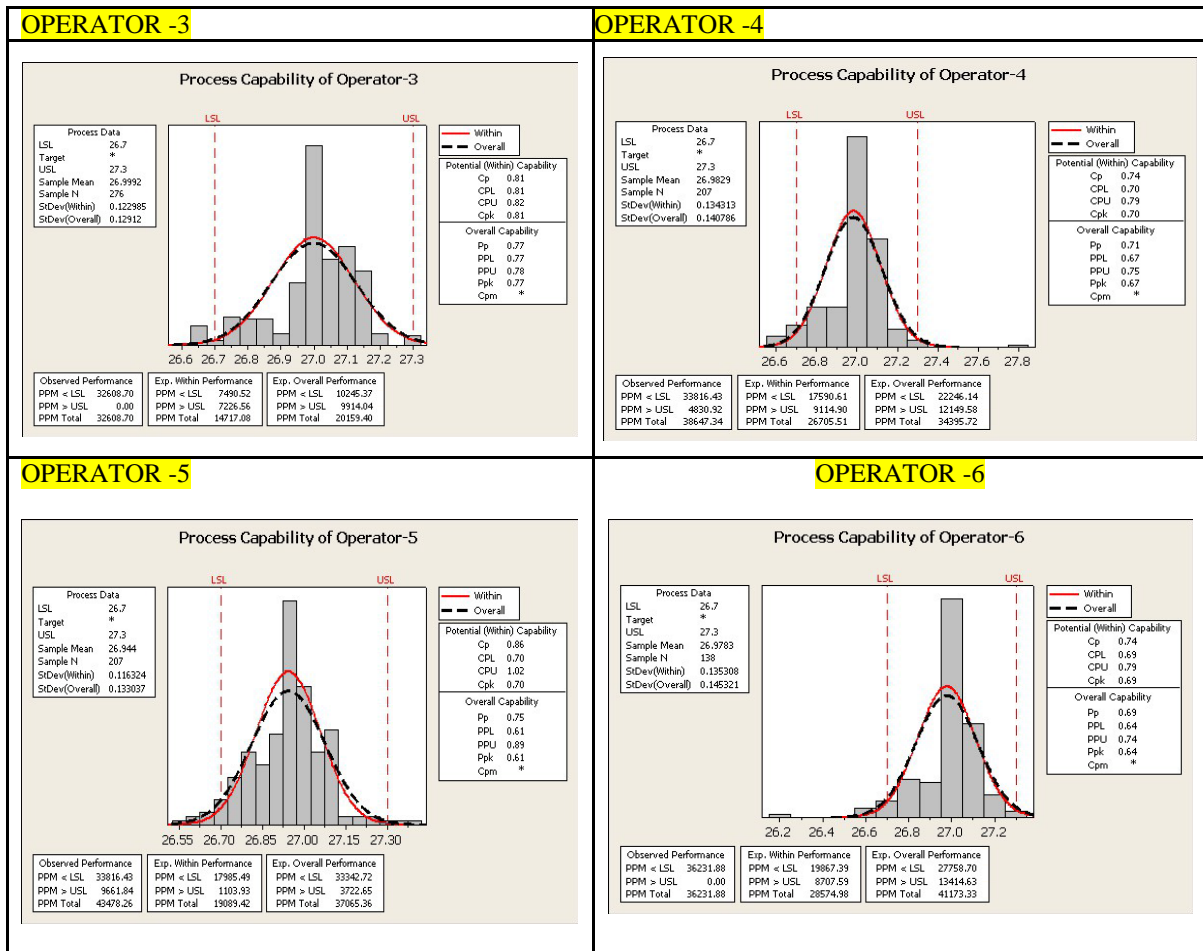 OPERATOR -3
Process Capability of Operator-3
LSL USL
Process Data
LSL 26.7
Target *
USL 27.3
Sample Mean 26.9992
Sample N 276
StDev(Within) 0.122985
StDev(Overall) 0.12912
Within
Overall
Potential (Within) Capability
Cp 0.81
CPL 0.81
CPU 0.82
Cpk 0.81
Overall Capability
Pp 0.77
PPL 0.77
PPU 0.78
Ppk 0.77
Cpm *
26.6 26.7 26.8 26.9 27.0 27.1 27.2 27.3
Observed Performance
PPM < LSL 32608.70
PPM > USL 0.00
PPM Total 32608.70
Exp. Within Performance
PPM < LSL 7490.52
PPM > USL 7226.56
PPM Total 14717.08
Exp. Overall Performance
PPM < LSL 10245.37
PPM > USL 9914.04
PPM Total 20159.40
OPERATOR -4
Process Capability of Operator-4
LSL USL
Process Data
LSL 26.7
Target *
USL 27.3
Sample Mean 26.9829
Sample N 207
StDev(Within) 0.134313
StDev(Overall) 0.140786
Within
Overall
Potential (Within) Capability
Cp 0.74
CPL 0.70
CPU 0.79
Cpk 0.70
Overall Capability
Pp 0.71
PPL 0.67
PPU 0.75
Ppk 0.67
Cpm *
26.6 26.8 27.0 27.2 27.4 27.6 27.8
Observed Performance
PPM < LSL 33816.43
PPM > USL 4830.92
PPM Total 38647.34
Exp. Within Performance
PPM < LSL 17590.61
PPM > USL 9114.90
PPM Total 26705.51
Exp. Overall Performance
PPM < LSL 22246.14
PPM > USL 12149.58
PPM Total 34395.72
OPERATOR -5
Process Capability of Operator-5
LSL USL
Process Data
LSL 26.7
Target *
USL 27.3
Sample Mean 26.944
Sample N 207
StDev(Within) 0.116324
StDev(Overall) 0.133037
Within
Overall
Potential (Within) Capability
Cp 0.86
CPL 0.70
CPU 1.02
Cpk 0.70
Overall Capability
Pp 0.75
PPL 0.61
PPU 0.89
Ppk 0.61
Cpm *
26.55 26.70 26.85 27.00 27.15 27.30
Observed Performance
PPM < LSL 33816.43
PPM > USL 9661.84
PPM Total 43478.26
Exp. Within Performance
PPM < LSL 17985.49
PPM > USL 1103.93
PPM Total 19089.42
Exp. Overall Performance
PPM < LSL 33342.72
PPM > USL 3722.65
PPM Total 37065.36
OPERATOR -6
Process Capability of Operator-6
LSL USL
Process Data
LSL 26.7
Target *
USL 27.3
Sample Mean 26.9783
Sample N 138
StDev(Within) 0.135308
StDev(Overall) 0.145321
Within
Overall
Potential (Within) Capability
Cp 0.74
CPL 0.69
CPU 0.79
Cpk 0.69
Overall Capability
Pp 0.69
PPL 0.64
PPU 0.74
Ppk 0.64
Cpm *
26.2 26.4 26.6 26.8 27.0 27.2
Observed Performance
PPM < LSL 36231.88
PPM > USL 0.00
PPM Total 36231.88
Exp. Within Performance
PPM < LSL 19867.39
PPM > USL 8707.59
PPM Total 28574.98
Exp. Overall Performance
PPM < LSL 27758.70
PPM > USL 13414.63
PPM Total 41173.33